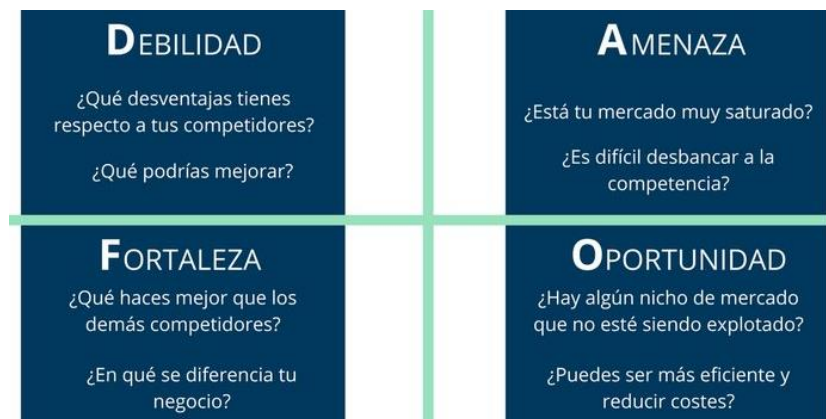 DEBILIDAD
¿Qué desventajas tienes
respecto a tus competidores?
¿Qué podrías mejorar?
AMENAZA
¿Está tu mercado muy saturado?
¿Es difícil desbancar a la
competencia?
FORTALEZA
¿Qué haces mejor que los
demás competidores?
¿En qué se diferencia tu
negocio?
OPORTUNIDAD
¿Hay algún nicho de mercado
que no esté siendo explotado?
¿Puedes ser más eficiente y
reducir costes?